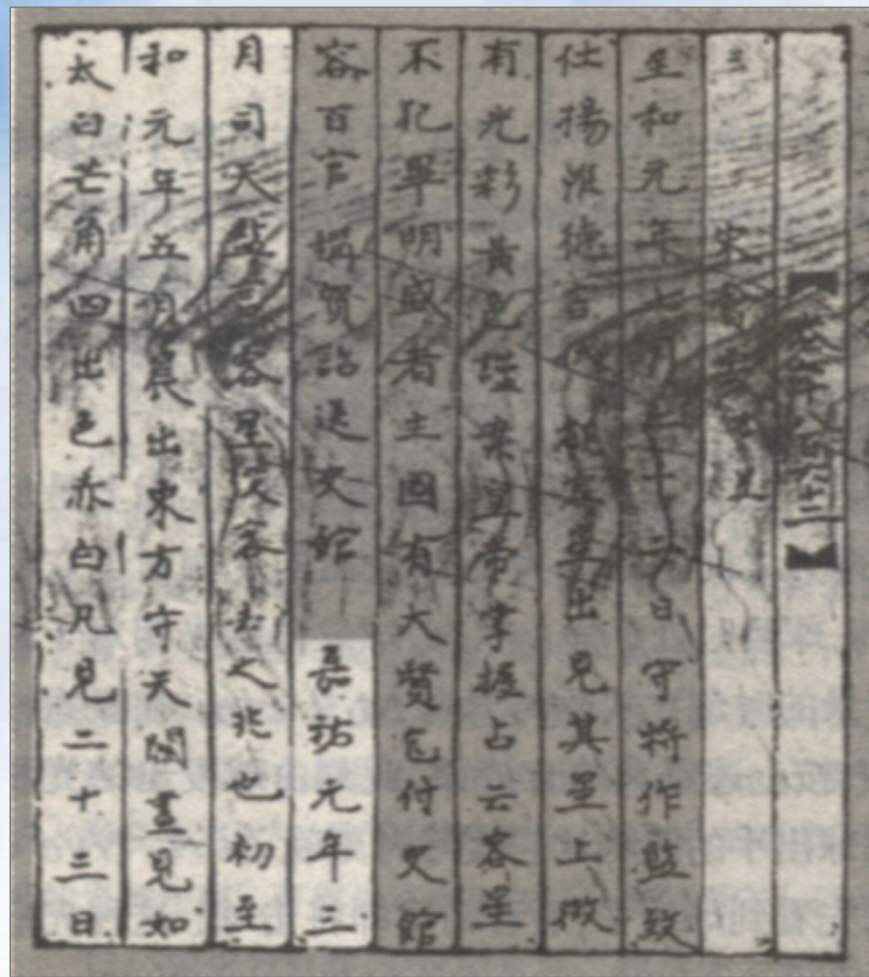 宋會要
至和元年七月二十二日守將作監致
仕揚惟德言伏覩客星出見其星上微
有光彩黃色謹案黃帝掌握占云客星
不犯畢明盛者主國有大賢乞付史館
容百官稱賀詔送史館 嘉祐元年三
月司天監言客星沒客去之兆也初至
和元年五月晨出東方守天關晝見如
太白芒角四出色赤白凡見二十三日